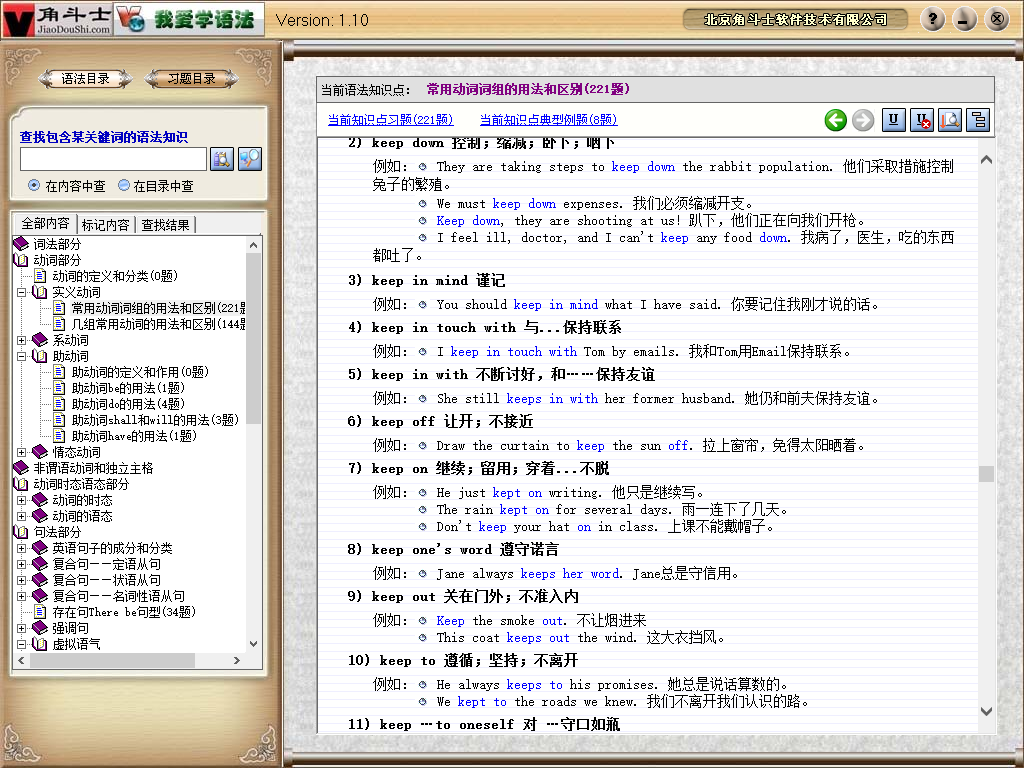 角斗士
JiaoDouShi.com
我爱学语法
Version: 1.10
北京角斗士软件技术有限公司
语法目录
习题目录
查找包含某关键词的语法知识
在内容中查
在目录中查
全部内容
标记内容
查找结果
词法部分
动词部分
动词的定义和分类(0题)
实义动词
常用动词词组的用法和区别(221题
几组常用动词的用法和区别(144题
系动词
助动词
助动词的定义和作用(0题)
助动词be的用法(1题)
助动词do的用法(4题)
助动词shall和will的用法(3题)
助动词have的用法(1题)
情态动词
非谓语动词和独立主格
动词时态语态部分
动词的时态
动词的语态
句法部分
英语句子的成分和分类
复合句——定语从句
复合句——状语从句
复合句——名词性语从句
存在句There be句型(34题)
强调句
虚拟语气
当前语法知识点: 常用动词词组的用法和区别(221题)
当前知识点习题(221题)
当前知识点典型例题(8题)
2) keep down 控制；缩减；卧下；咽下
例如: They are taking steps to keep down the rabbit population. 他们采取措施控制
兔子的繁殖。
We must keep down expenses. 我们必须缩减开支。
Keep down, they are shooting at us! 趴下，他们正在向我们开枪。
I feel ill, doctor, and I can't keep any food down. 我病了，医生，吃的东西
都吐了。
3) keep in mind 谨记
例如: You should keep in mind what I have said. 你要记住我刚才说的话。
4) keep in touch with 与...保持联系
例如: I keep in touch with Tom by emails. 我和Tom用Email保持联系。
5) keep in with 不断讨好，和……保持友谊
例如: She still keeps in with her former husband. 她仍和前夫保持友谊。
6) keep off 让开；不接近
例如: Draw the curtain to keep the sun off. 拉上窗帘，免得太阳晒着。
7) keep on 继续；留用；穿着...不脱
例如: He just kept on writing. 他只是继续写。
The rain kept on for several days. 雨一连下了几天。
Don't keep your hat on in class. 上课不能戴帽子。
8) keep one's word 遵守诺言
例如: Jane always keeps her word. Jane总是守信用。
9) keep out 关在门外；不准入内
例如: Keep the smoke out. 不让烟进来
This coat keeps out the wind. 这大衣挡风。
10) keep to 遵循；坚持；不离开
例如: He always keeps to his promises. 她总是说话算数的。
We kept to the roads we knew. 我们不离开我们认识的路。
11) keep …to oneself 对 …守口如瓶